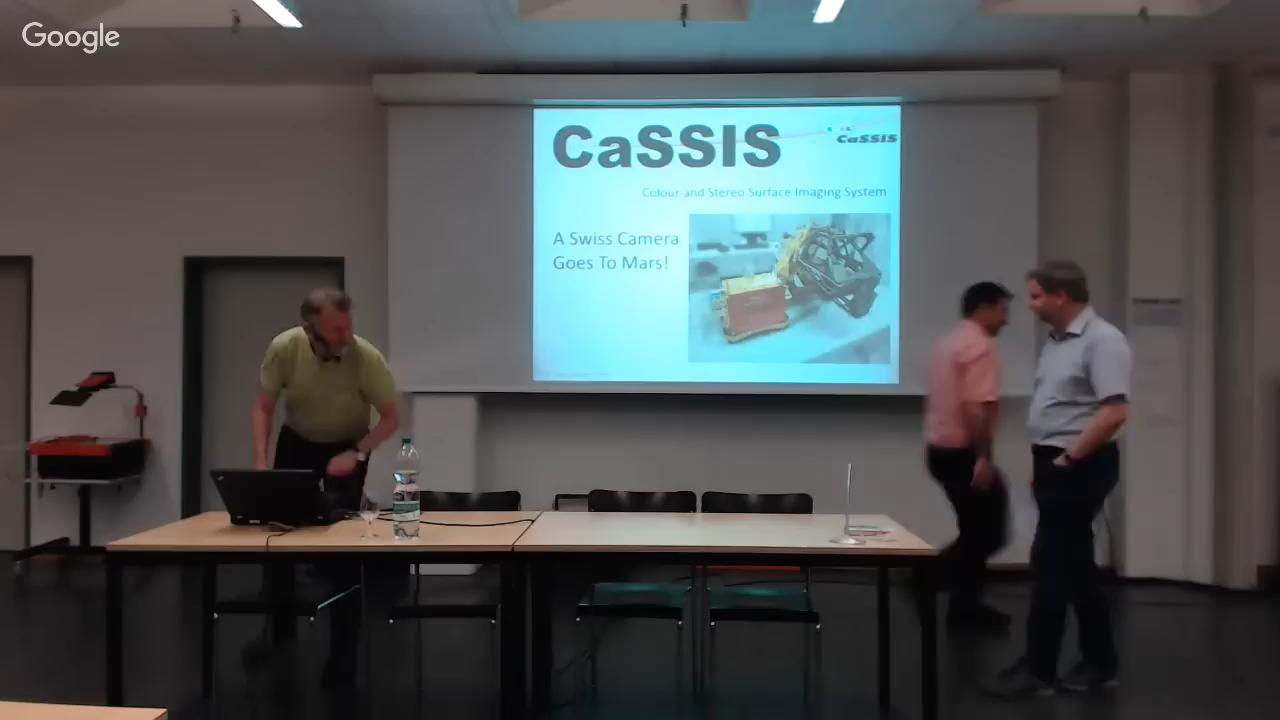 Google
CaSSIS
CaSSIS
Colour and Stereo Surface Imaging System
A Swiss Camera
Goes To Mars!